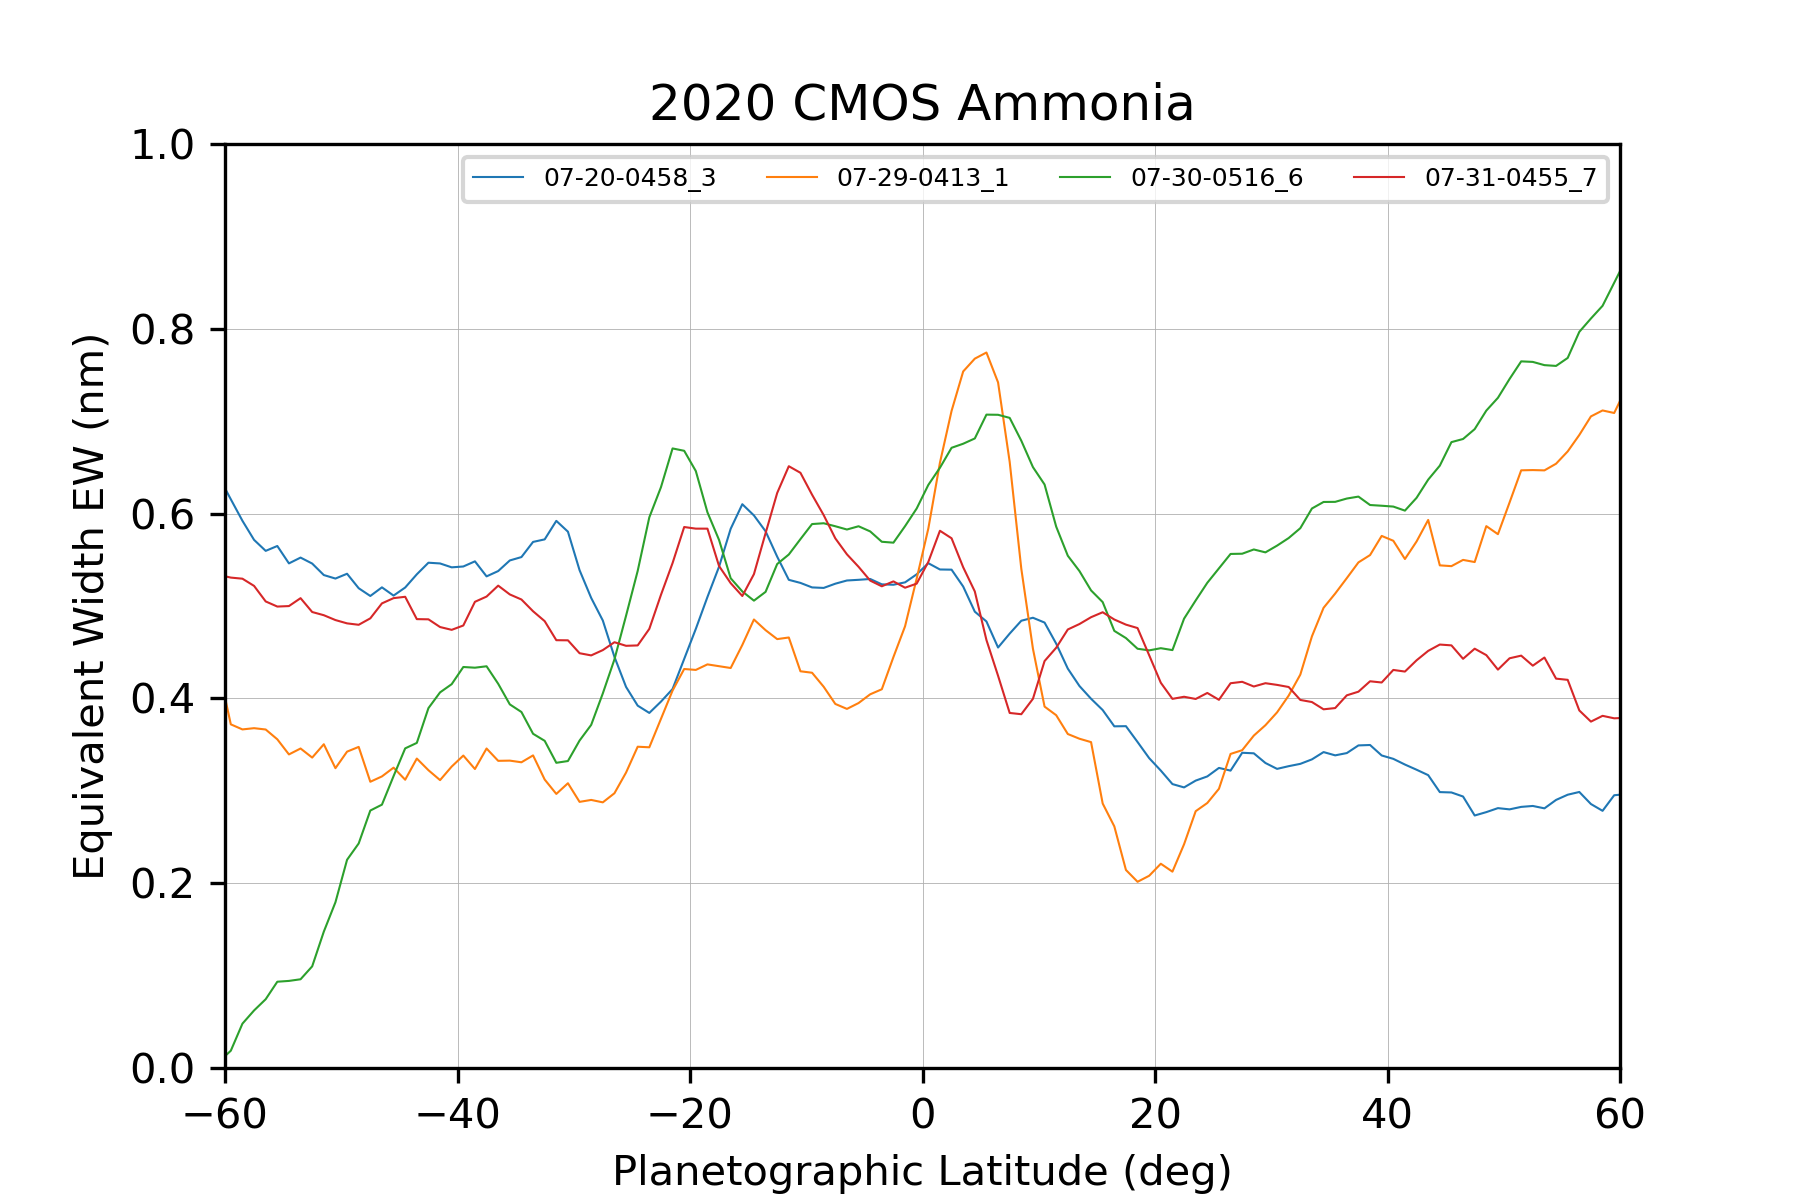 2020 CMOS Ammonia
07-20-0458_3 07-29-0413_1 07-30-0516_6 07-31-0455_7
1.0
0.8
0.6
0.4
0.2
0.0
Equivalent Width EW (nm)
−60 −40 −20 0 20 40 60
Planetographic Latitude (deg)